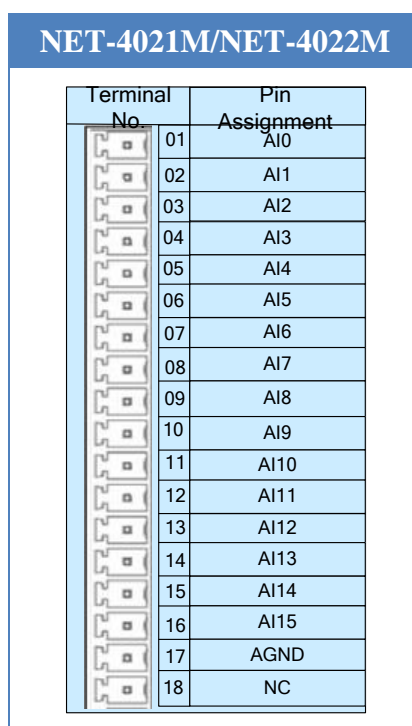 NET-4021M/NET-4022M
Terminal No. Pin Assignment
01 AI0
02 AI1
03 AI2
04 AI3
05 AI4
06 AI5
07 AI6
08 AI7
09 AI8
10 AI9
11 AI10
12 AI11
13 AI12
14 AI13
15 AI14
16 AI15
17 AGND
18 NC